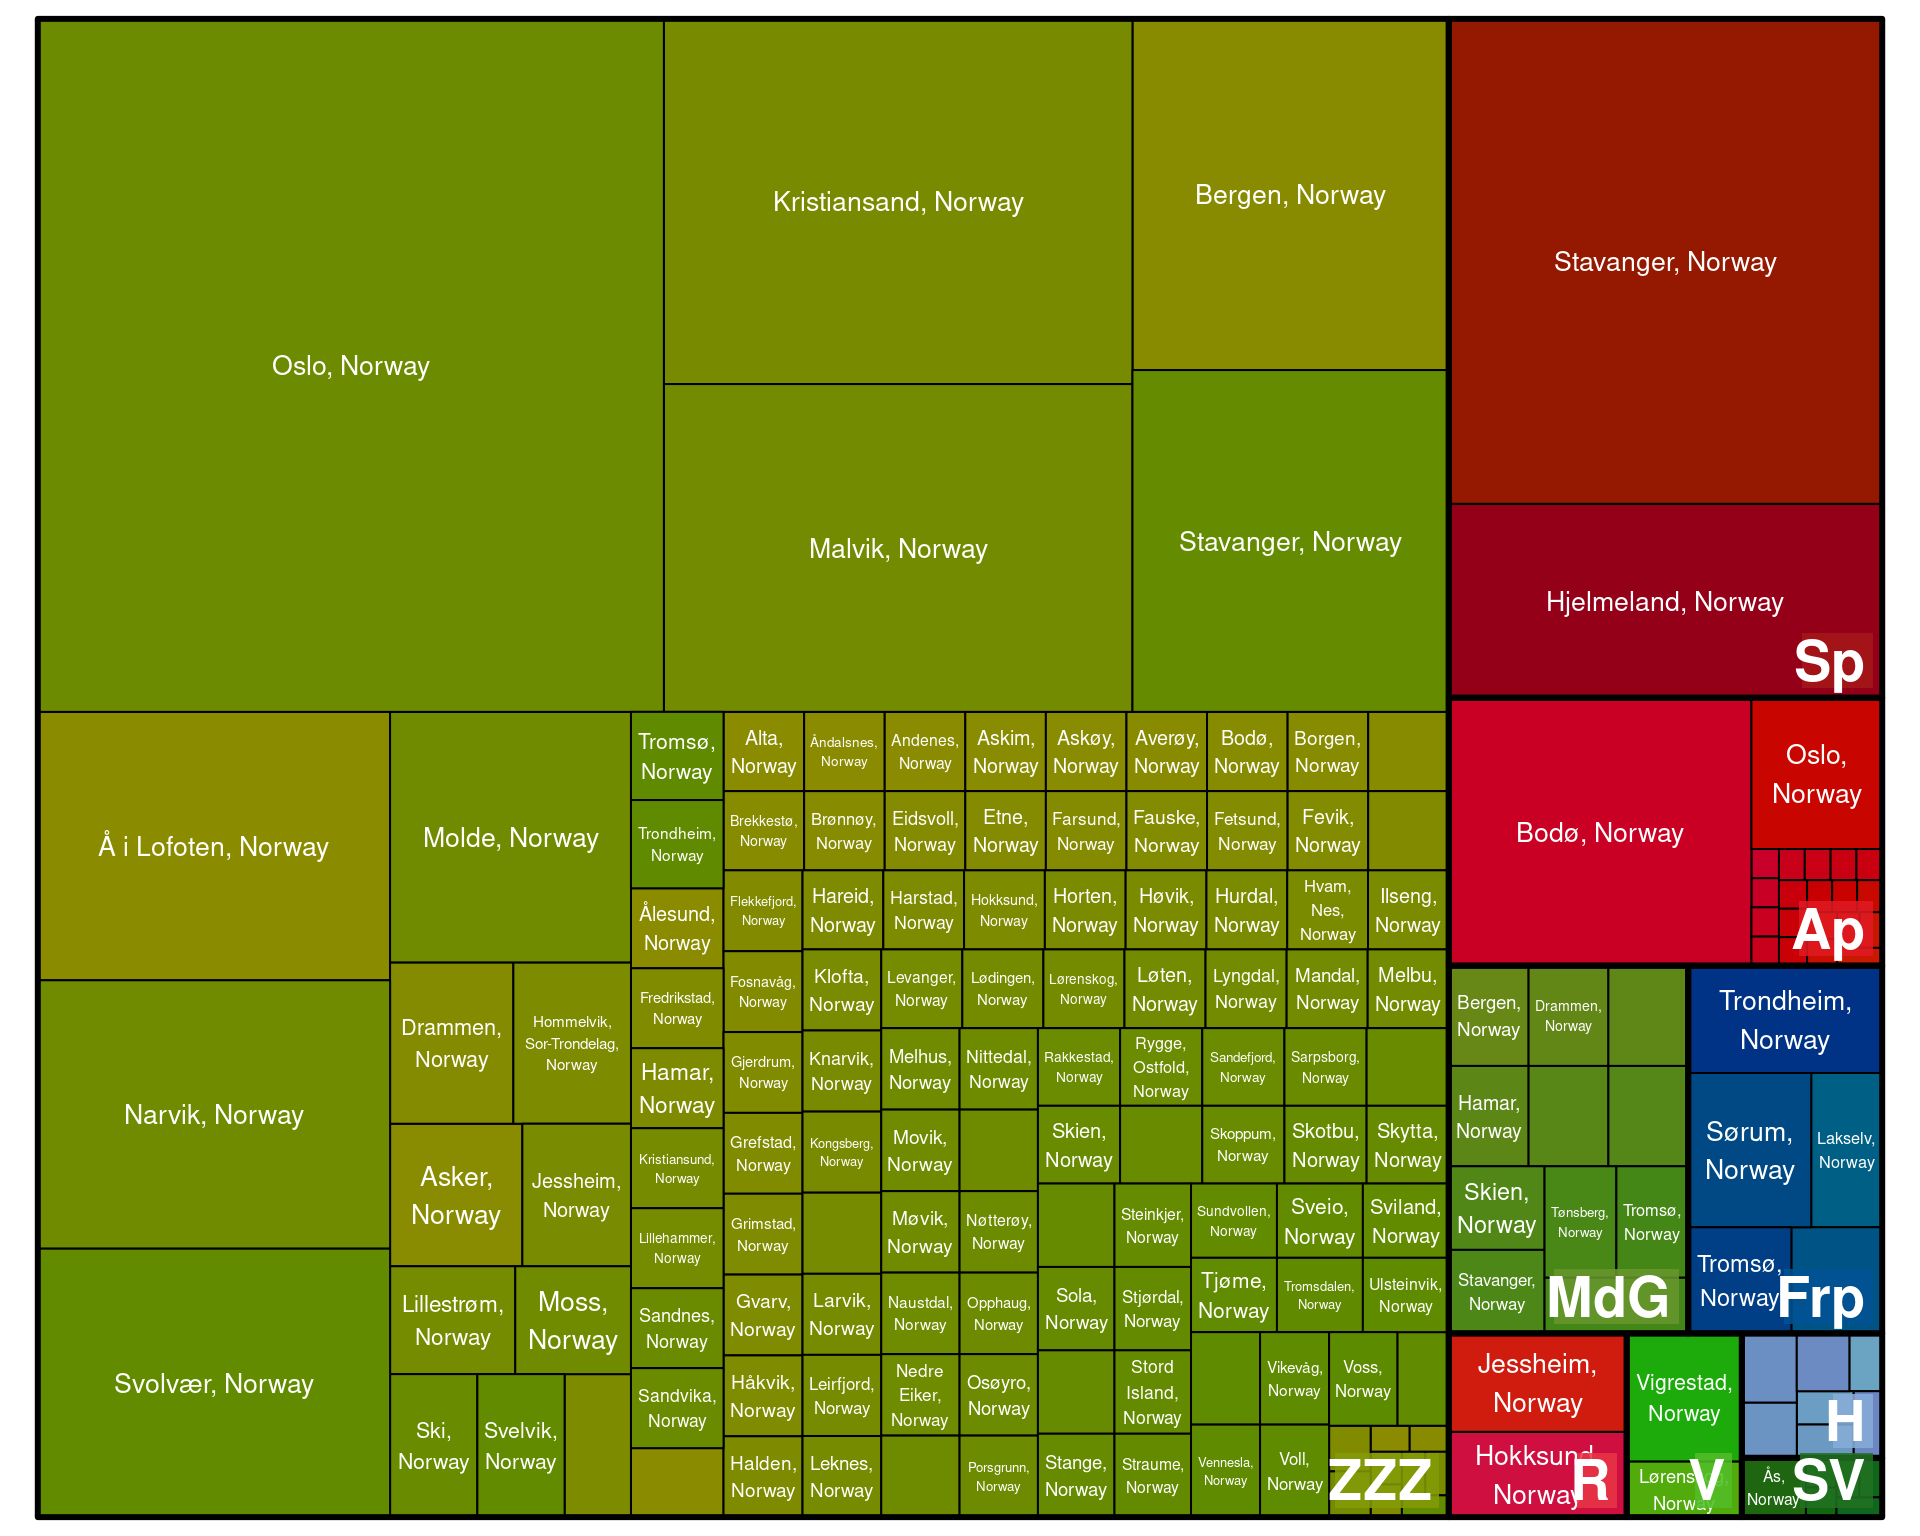 Oslo, Norway
Kristiansand, Norway
Bergen, Norway
Malvik, Norway
Stavanger, Norway
Å i Lofoten, Norway
Narvik, Norway
Svolvær, Norway
Molde, Norway
Drammen,
Norway
Hommelvik,
Sor-Trondelag,
Norway
Asker,
Norway
Jessheim,
Norway
Lillestrøm,
Norway
Moss,
Norway
Ski,
Norway
Svelvik,
Norway
Tromsø,
Norway
Trondheim,
Norway
Ålesund,
Norway
Fredrikstad,
Norway
Hamar,
Norway
Kristiansund,
Norway
Lillehammer,
Norway
Sandnes,
Norway
Sandvika,
Norway
Alta,
Norway
Åndalsnes,
Norway
Andenes,
Norway
Askim,
Norway
Askøy,
Norway
Averøy,
Norway
Bodø,
Norway
Borgen,
Norway
Brekkestø,
Norway
Brønnøy,
Norway
Eidsvoll,
Norway
Etne,
Norway
Farsund,
Norway
Fauske,
Norway
Fetsund,
Norway
Fevik,
Norway
Flekkefjord,
Norway
Hareid,
Norway
Harstad,
Norway
Hokksund,
Norway
Horten,
Norway
Høvik,
Norway
Hurdal,
Norway
Hvam,
Nes,
Norway
Ilseng,
Norway
Fosnavåg,
Norway
Klofta,
Norway
Levanger,
Norway
Lødingen,
Norway
Lørenskog,
Norway
Løten,
Norway
Lyngdal,
Norway
Mandal,
Norway
Melbu,
Norway
Gjerdrum,
Norway
Knarvik,
Norway
Melhus,
Norway
Nittedal,
Norway
Rakkestad,
Norway
Rygge,
Ostfold,
Norway
Sandefjord,
Norway
Sarpsborg,
Norway
Grefstad,
Norway
Kongsberg,
Norway
Movik,
Norway
Skien,
Norway
Skoppum,
Norway
Skotbu,
Norway
Skytta,
Norway
Grimstad,
Norway
Møvik,
Norway
Nøtterøy,
Norway
Steinkjer,
Norway
Sundvollen,
Norway
Sveio,
Norway
Sviland,
Norway
Gvarv,
Norway
Larvik,
Norway
Naustdal,
Norway
Opphaug,
Norway
Sola,
Norway
Stjørdal,
Norway
Tjøme,
Norway
Tromsdalen,
Norway
Ulsteinvik,
Norway
Håkvik,
Norway
Leirfjord,
Norway
Nedre
Eiker,
Norway
Osøyro,
Norway
Stord
Island,
Norway
Vikevåg,
Norway
Voss,
Norway
Halden,
Norway
Leknes,
Norway
Porsgrunn,
Norway
Stange,
Norway
Straume,
Norway
Vennesla,
Norway
Voll,
Norway
ZZZ
Stavanger, Norway
Hjelmeland, Norway
Sp
Bodø, Norway
Oslo,
Norway
Ap
Bergen,
Norway
Drammen,
Norway
Hamar,
Norway
Skien,
Norway
Tønsberg,
Norway
Tromsø,
Norway
Stavanger,
Norway
MdG
Trondheim,
Norway
Sørum,
Norway
Lakselv,
Norway
Tromsø,
Norway
Frp
Jessheim,
Norway
Hokksund,
Norway
R
Vigrestad,
Norway
Norway
V
H
Ås,
Norway
SV